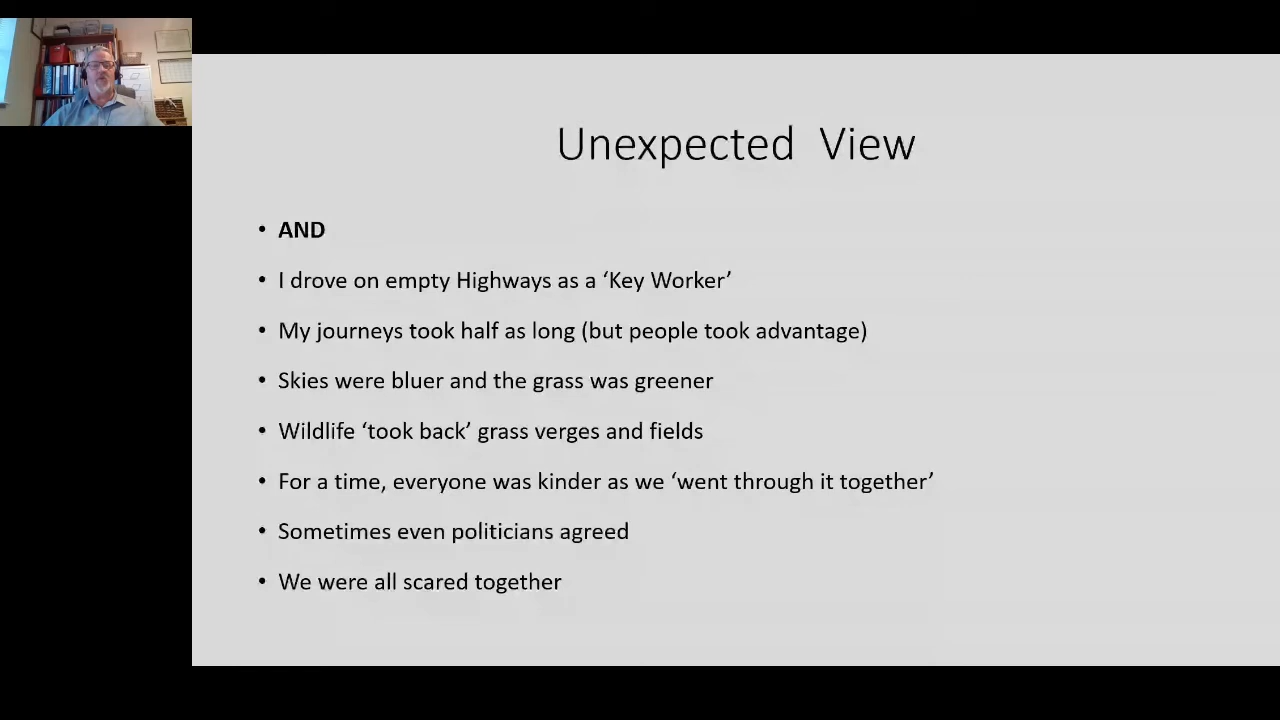 Unexpected View
• AND
• I drove on empty Highways as a ‘Key Worker’
• My journeys took half as long (but people took advantage)
• Skies were bluer and the grass was greener
• Wildlife ‘took back’ grass verges and fields
• For a time, everyone was kinder as we ‘went through it together’
• Sometimes even politicians agreed
• We were all scared together